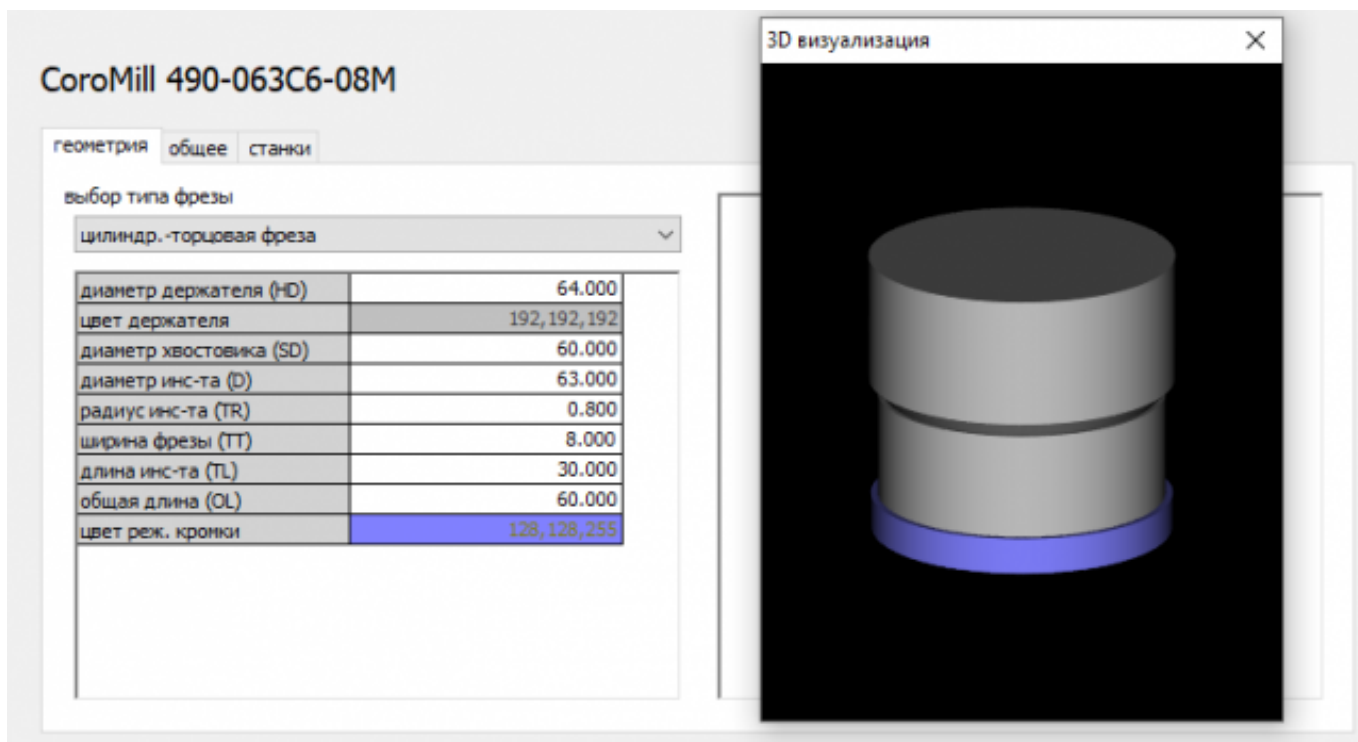 3D визуализация
CoroMill 490-063C6-08M
геометрия общее станки
выбор типа фрезы
цилиндр.-торцовая фреза
диаметр держателя (HD) 64.000
цвет держателя 192,192,192
диаметр хвостовика (SD) 60.000
диаметр инс-та (D) 63.000
радиус инс-та (TR) 0.800
ширина фрезы (TT) 8.000
длина инс-та (TL) 30.000
общая длина (OL) 60.000
цвет реж. кромки 128,128,255